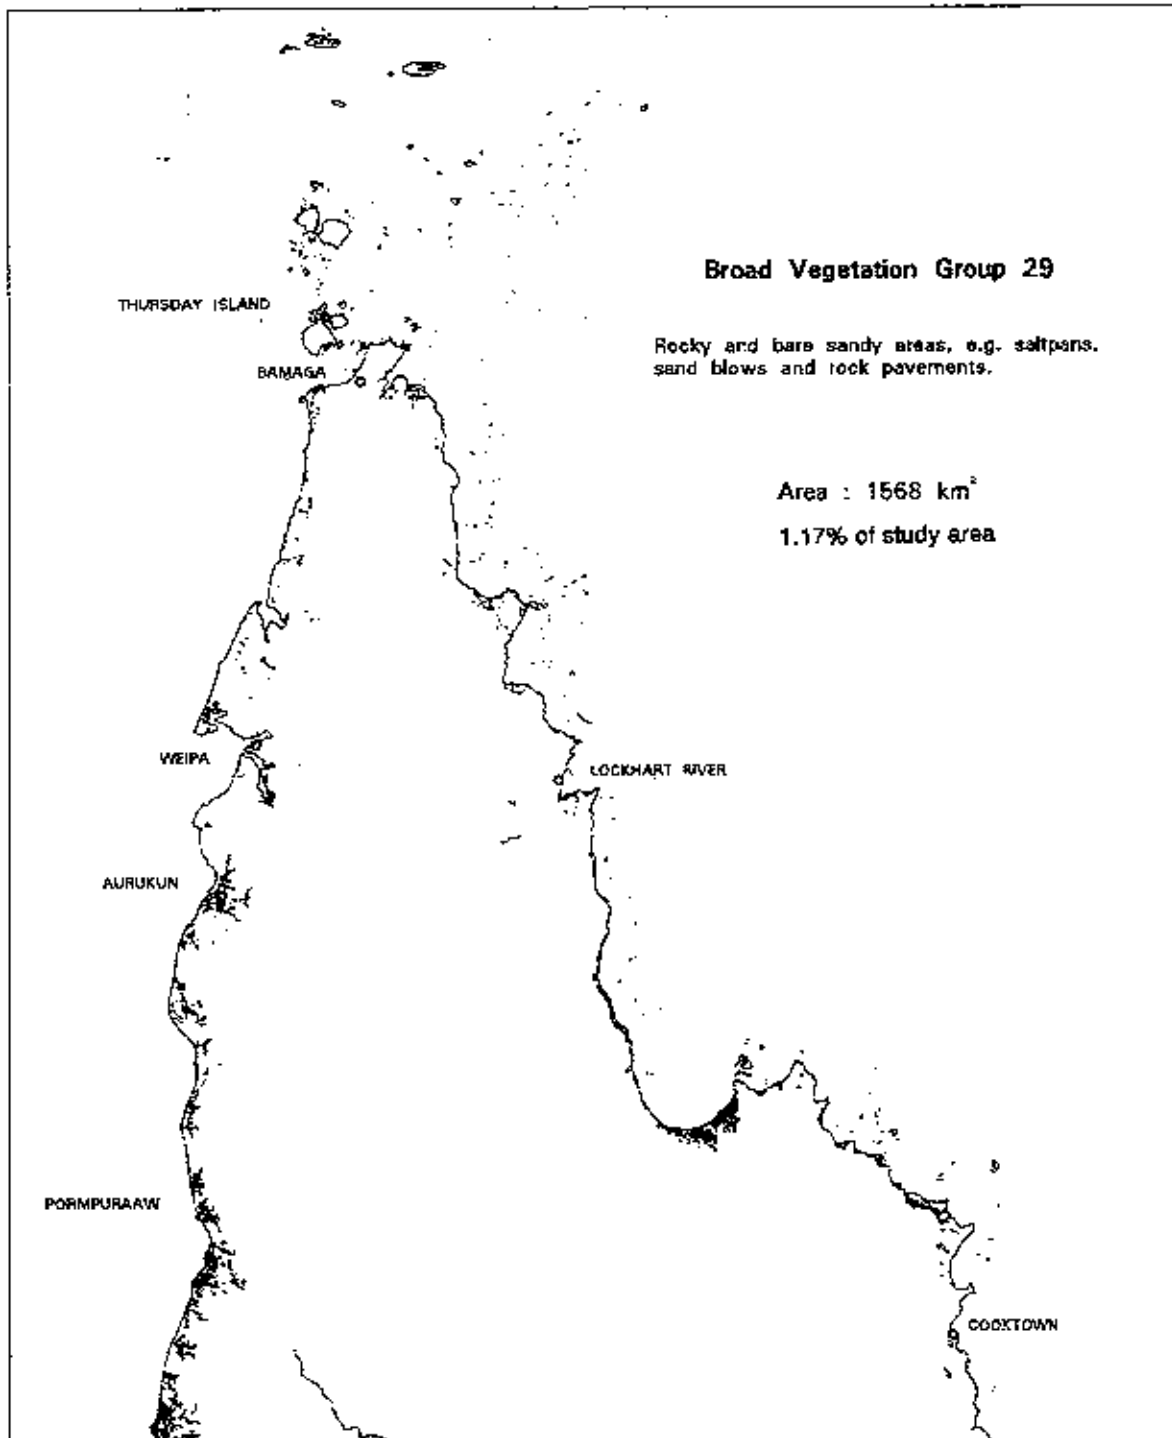 Broad Vegetation Group 29
THURSDAY ISLAND
Rocky and bare sandy areas, e.g. saltpans,
sand blows and rock pavements.
BAMAGA
Area : 1568 km²
1.17% of study area
WEIPA
LOCKHART RIVER
AURUKUN
PORMPURAAW
COOKTOWN